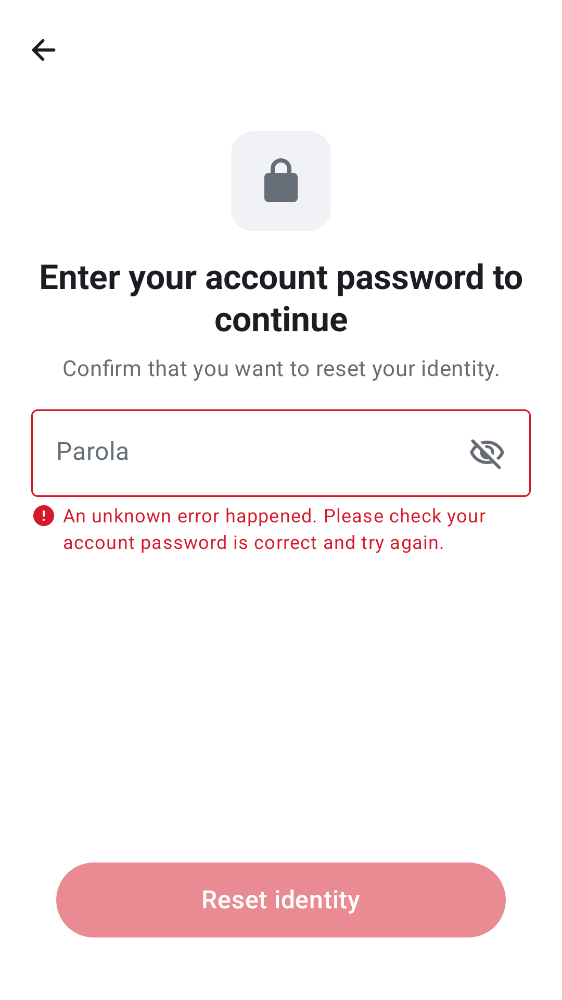 Enter your account password to
continue
Confirm that you want to reset your identity.
Parola
An unknown error happened. Please check your
account password is correct and try again.
Reset identity